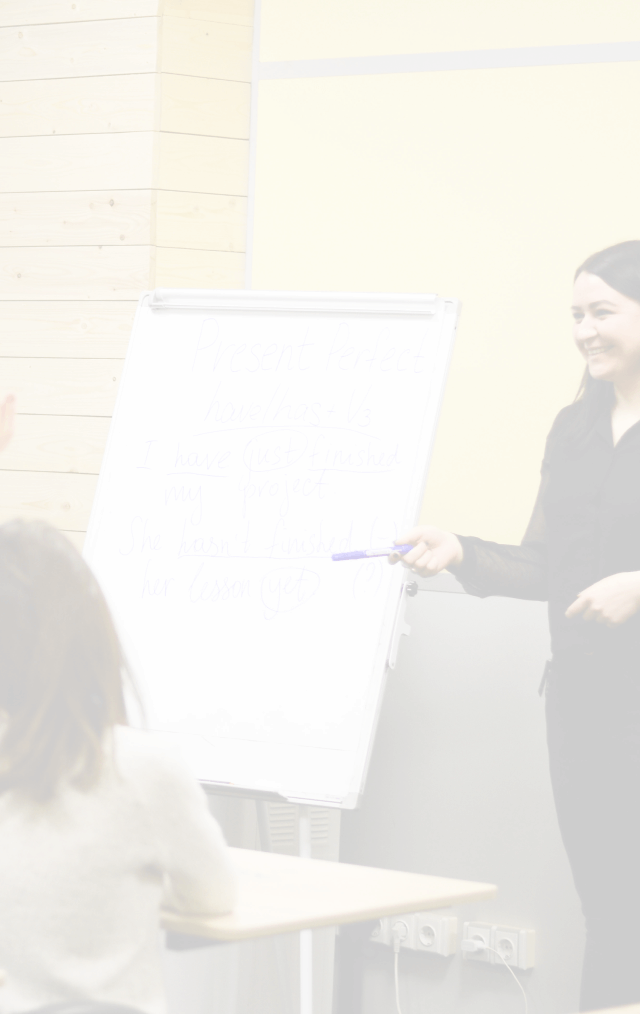 Present Perfect
have/has + V3
I have just finished
my project
She hasn't finished (-)
her lesson yet (?)